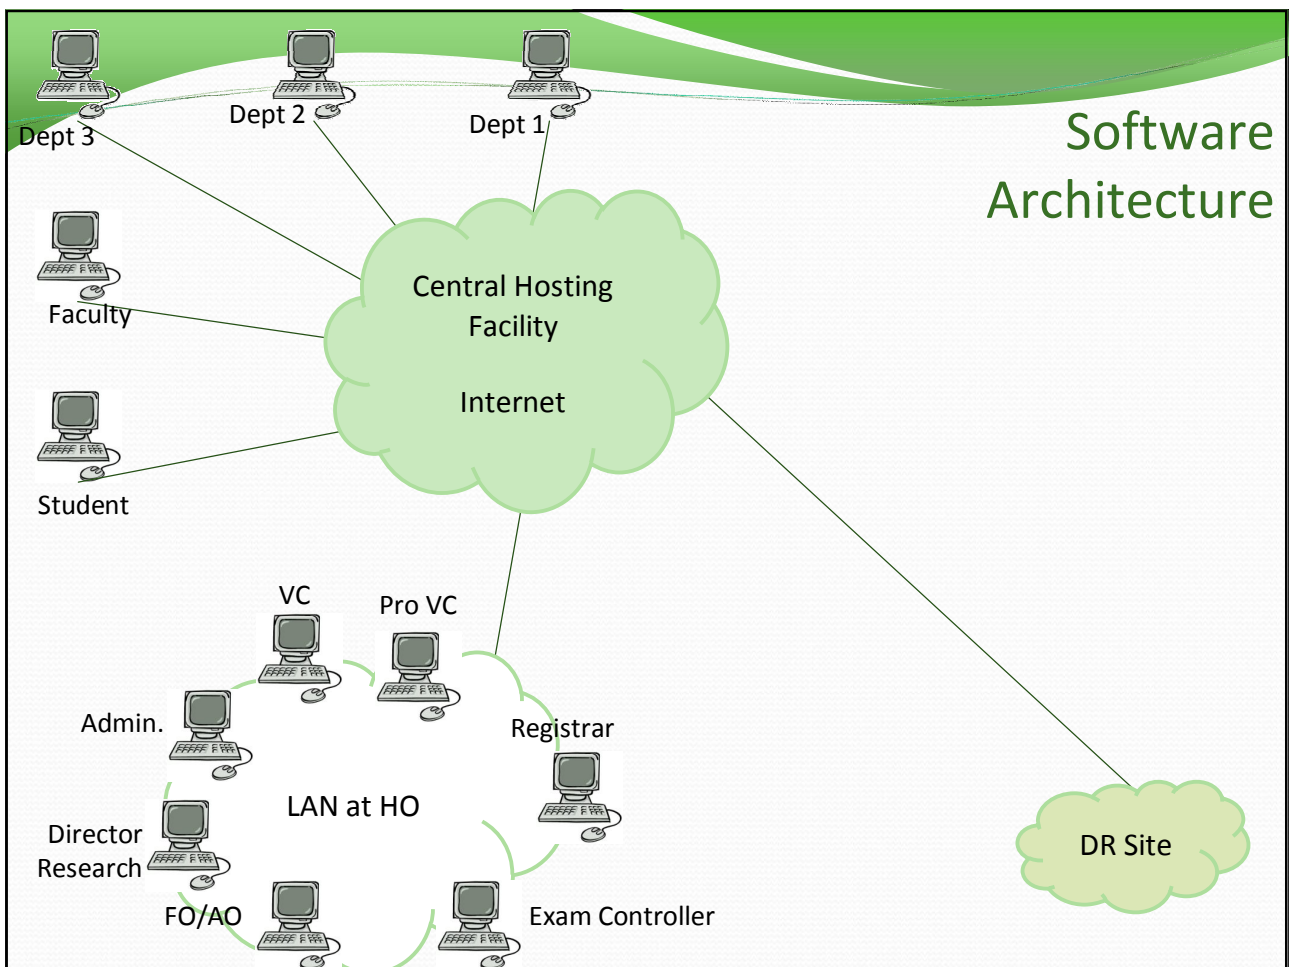 Dept 3
Dept 2
Dept 1
Software
Architecture
Faculty
Central Hosting
Facility
Internet
Student
VC
Pro VC
Admin.
Registrar
LAN at HO
Director
Research
DR Site
FO/AO
Exam Controller